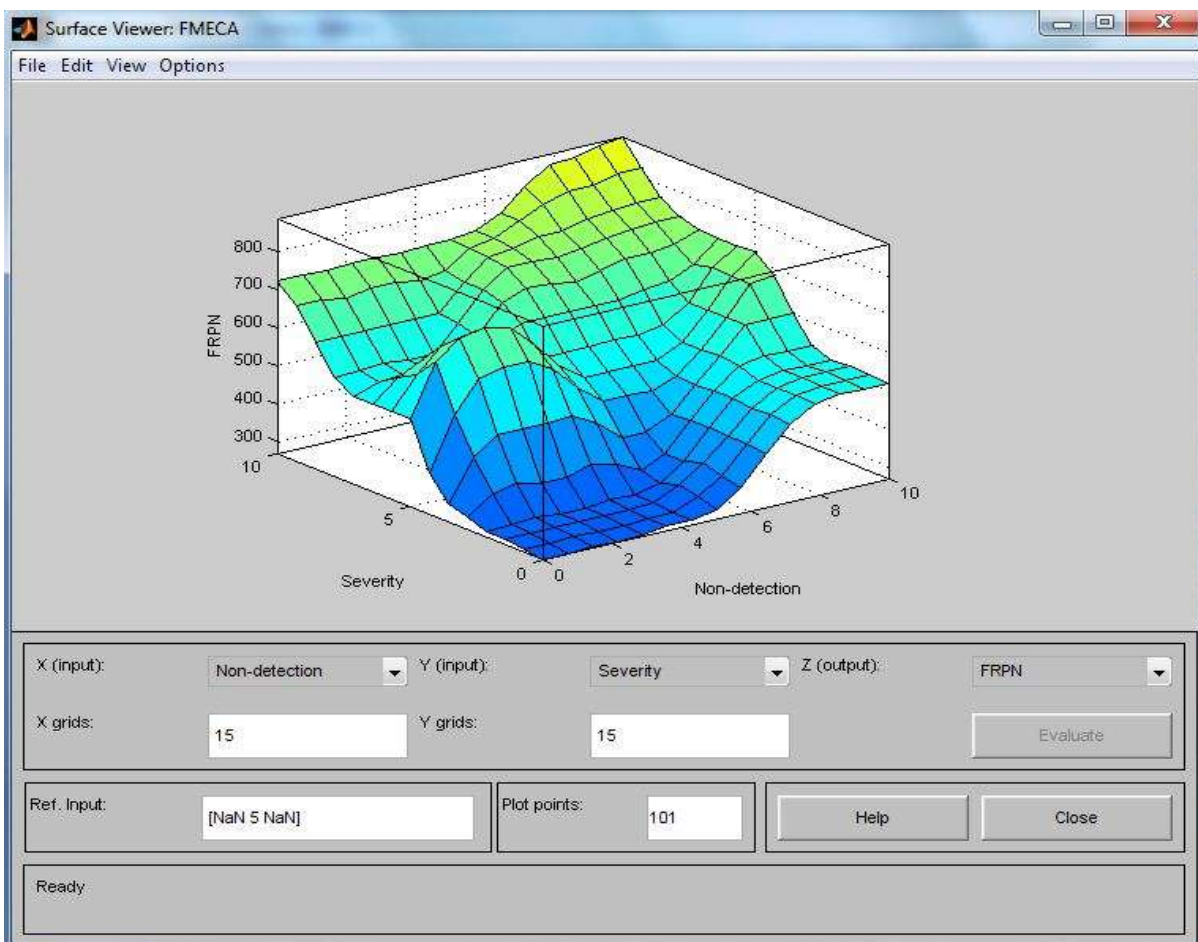 Surface Viewer: FMECA
File Edit View Options
800
700
600
500
400
300
FRPN
10
5
0
Severity
0
2
4
6
8
10
Non-detection
X (input): Non-detection Y (input): Severity Z (output): FRPN
X grids: 15 Y grids: 15 Evaluate
Ref. Input: [NaN 5 NaN] Plot points: 101 Help Close
Ready